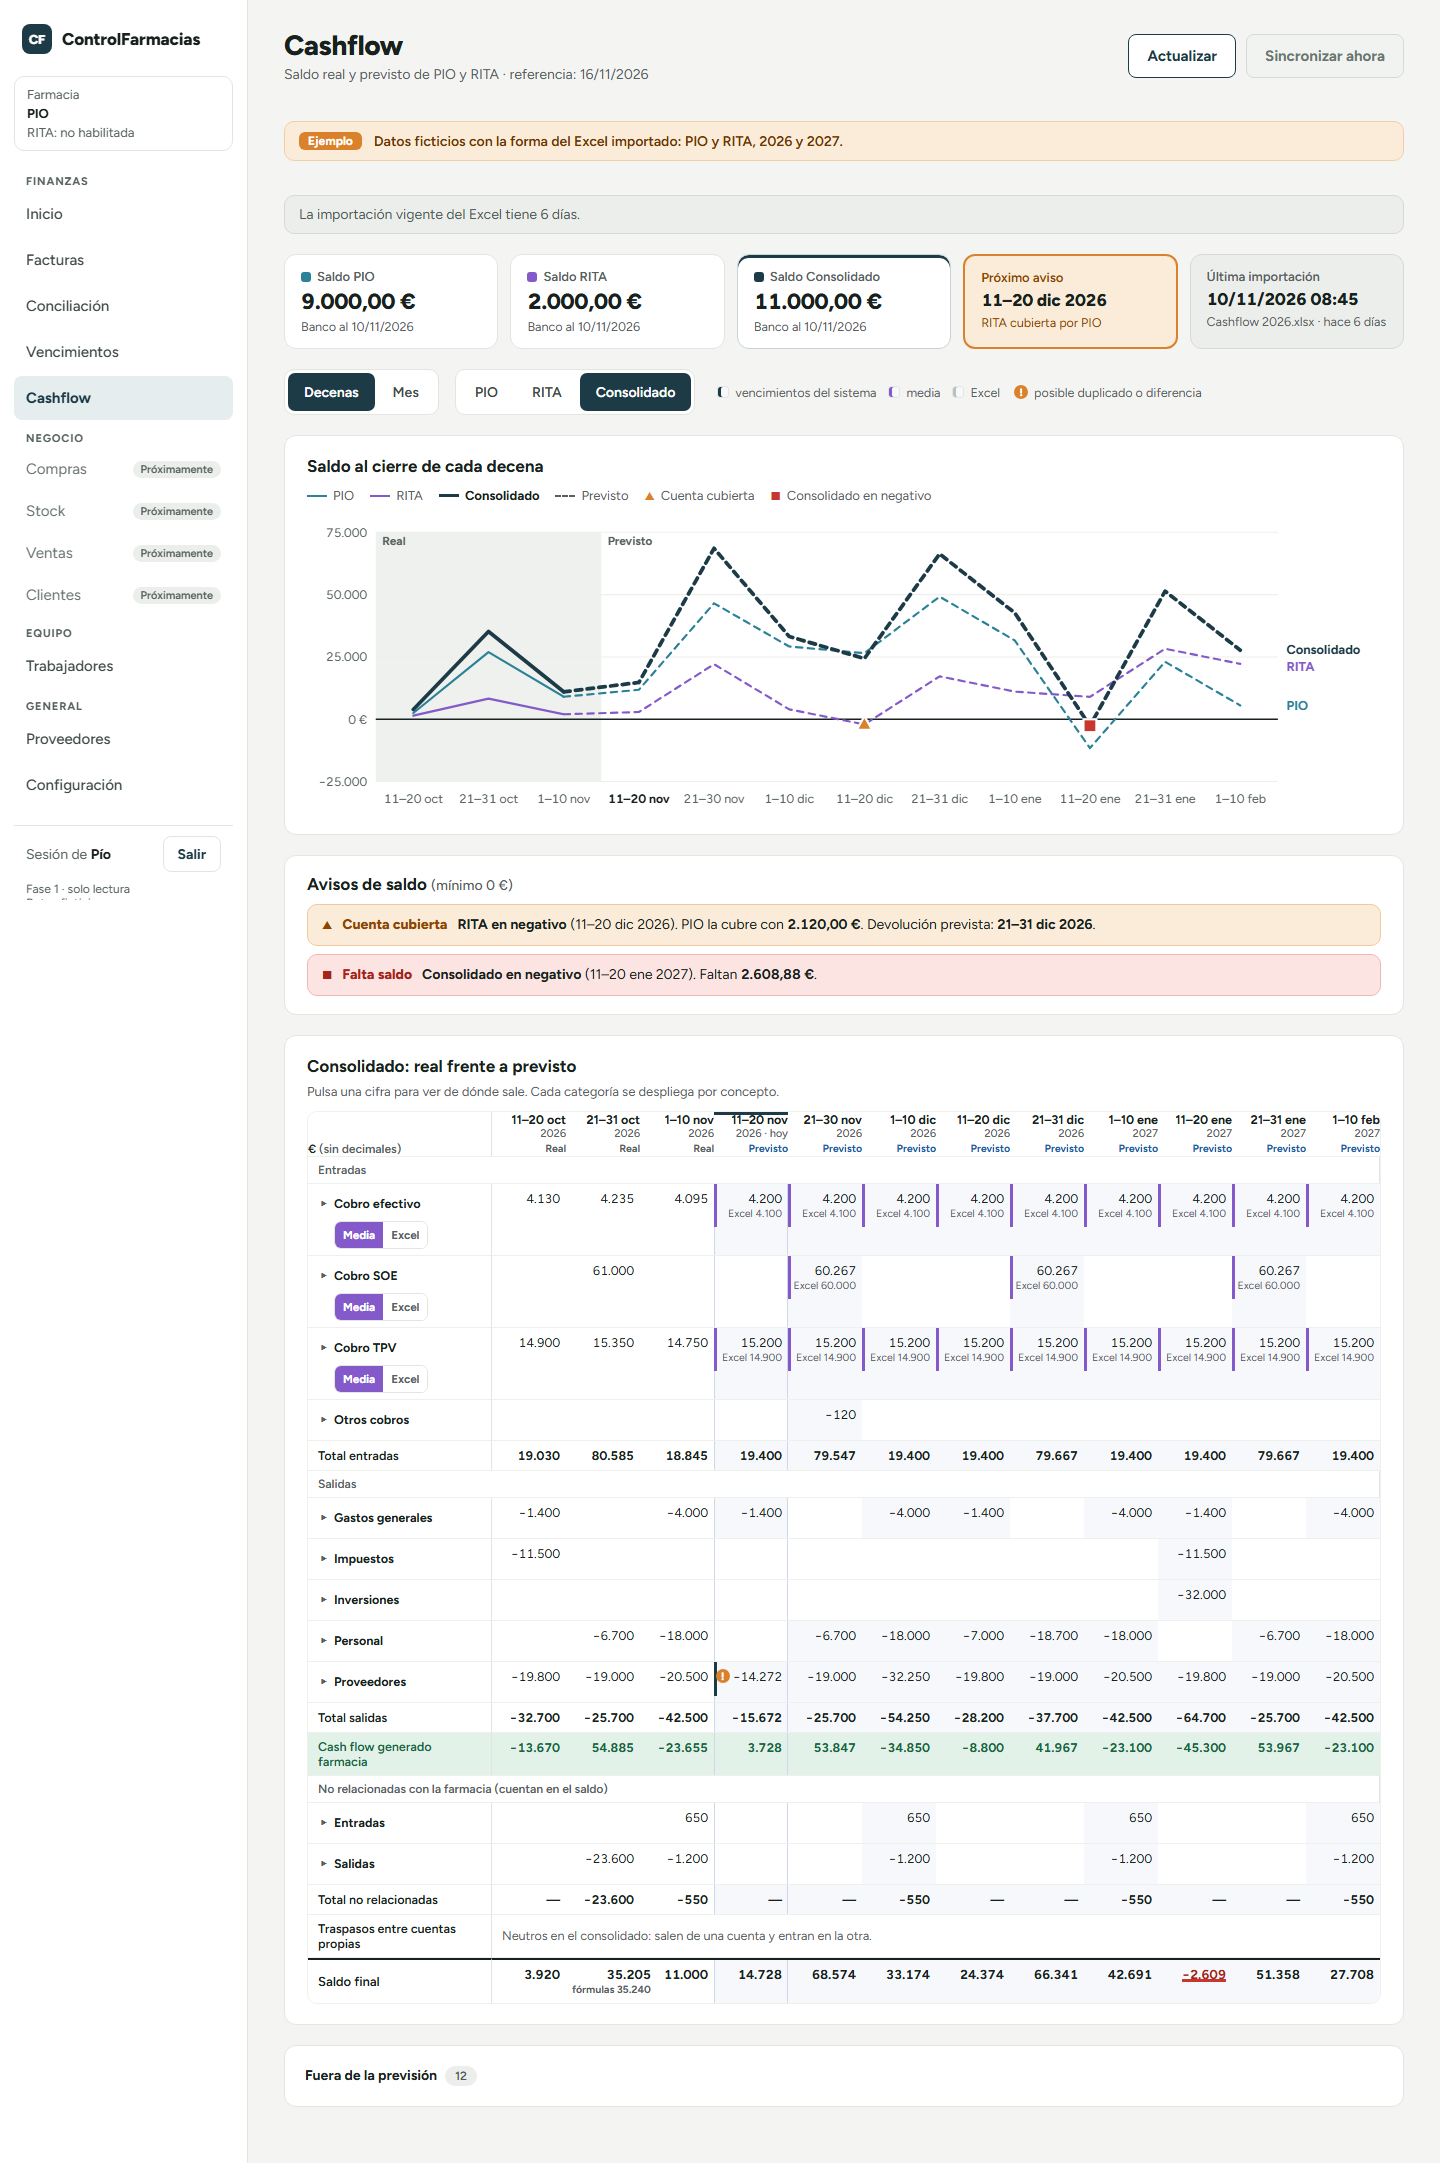 CF ControlFarmacias
Farmacia
PIO
RITA: no habilitada
FINANZAS
Inicio
Facturas
Conciliación
Vencimientos
Cashflow
NEGOCIO
Compras Próximamente
Stock Próximamente
Ventas Próximamente
Clientes Próximamente
EQUIPO
Trabajadores
GENERAL
Proveedores
Configuración
Sesión de Pío Salir
Fase 1 · solo lectura
Cashflow
Saldo real y previsto de PIO y RITA · referencia: 16/11/2026
Actualizar Sincronizar ahora
Ejemplo Datos ficticios con la forma del Excel importado: PIO y RITA, 2026 y 2027.
La importación vigente del Excel tiene 6 días.
Saldo PIO
9.000,00 €
Banco al 10/11/2026
Saldo RITA
2.000,00 €
Banco al 10/11/2026
Saldo Consolidado
11.000,00 €
Banco al 10/11/2026
Próximo aviso
11–20 dic 2026
RITA cubierta por PIO
Última importación
10/11/2026 08:45
Cashflow 2026.xlsx · hace 6 días
Decenas Mes PIO RITA Consolidado vencimientos del sistema media Excel ! posible duplicado o diferencia
Saldo al cierre de cada decena
PIO RITA Consolidado Previsto Cuenta cubierta Consolidado en negativo
75.000
50.000
25.000
0 €
−25.000
Real Previsto
Consolidado
RITA
PIO
11–20 oct 21–31 oct 1–10 nov 11–20 nov 21–30 nov 1–10 dic 11–20 dic 21–31 dic 1–10 ene 11–20 ene 21–31 ene 1–10 feb
Avisos de saldo (mínimo 0 €)
Cuenta cubierta RITA en negativo (11–20 dic 2026). PIO la cubre con 2.120,00 €. Devolución prevista: 21–31 dic 2026.
Falta saldo Consolidado en negativo (11–20 ene 2027). Faltan 2.608,88 €.
Consolidado: real frente a previsto
Pulsa una cifra para ver de dónde sale. Cada categoría se despliega por concepto.
11–20 oct 21–31 oct 1–10 nov 11–20 nov 21–30 nov 1–10 dic 11–20 dic 21–31 dic 1–10 ene 11–20 ene 21–31 ene 1–10 feb
2026 2026 2026 2026 · hoy 2026 2026 2026 2026 2027 2027 2027 2027
€ (sin decimales) Real Real Real Previsto Previsto Previsto Previsto Previsto Previsto Previsto Previsto Previsto
Entradas
Cobro efectivo 4.130 4.235 4.095 4.200 4.200 4.200 4.200 4.200 4.200 4.200 4.200 4.200
Excel 4.100 Excel 4.100 Excel 4.100 Excel 4.100 Excel 4.100 Excel 4.100 Excel 4.100 Excel 4.100 Excel 4.100
Media Excel
Cobro SOE 61.000 60.267 60.267 60.267
Excel 60.000 Excel 60.000 Excel 60.000
Media Excel
Cobro TPV 14.900 15.350 14.750 15.200 15.200 15.200 15.200 15.200 15.200 15.200 15.200 15.200
Excel 14.900 Excel 14.900 Excel 14.900 Excel 14.900 Excel 14.900 Excel 14.900 Excel 14.900 Excel 14.900 Excel 14.900
Media Excel
Otros cobros −120
Total entradas 19.030 80.585 18.845 19.400 79.547 19.400 19.400 79.667 19.400 19.400 79.667 19.400
Salidas
Gastos generales −1.400 −4.000 −1.400 −4.000 −1.400 −4.000 −1.400 −4.000
Impuestos −11.500 −11.500
Inversiones −32.000
Personal −6.700 −18.000 −6.700 −18.000 −7.000 −18.700 −18.000 −6.700 −18.000
Proveedores −19.800 −19.000 −20.500 ! −14.272 −19.000 −32.250 −19.800 −19.000 −20.500 −19.800 −19.000 −20.500
Total salidas −32.700 −25.700 −42.500 −15.672 −25.700 −54.250 −28.200 −37.700 −42.500 −64.700 −25.700 −42.500
Cash flow generado
farmacia −13.670 54.885 −23.655 3.728 53.847 −34.850 −8.800 41.967 −23.100 −45.300 53.967 −23.100
No relacionadas con la farmacia (cuentan en el saldo)
Entradas 650 650 650 650
Salidas −23.600 −1.200 −1.200 −1.200 −1.200
Total no relacionadas — −23.600 −550 — — −550 — — −550 — — −550
Traspasos entre cuentas
propias Neutros en el consolidado: salen de una cuenta y entran en la otra.
Saldo final 3.920 35.205 11.000 14.728 68.574 33.174 24.374 66.341 42.691 −2.609 51.358 27.708
fórmulas 35.240
Fuera de la previsión 12